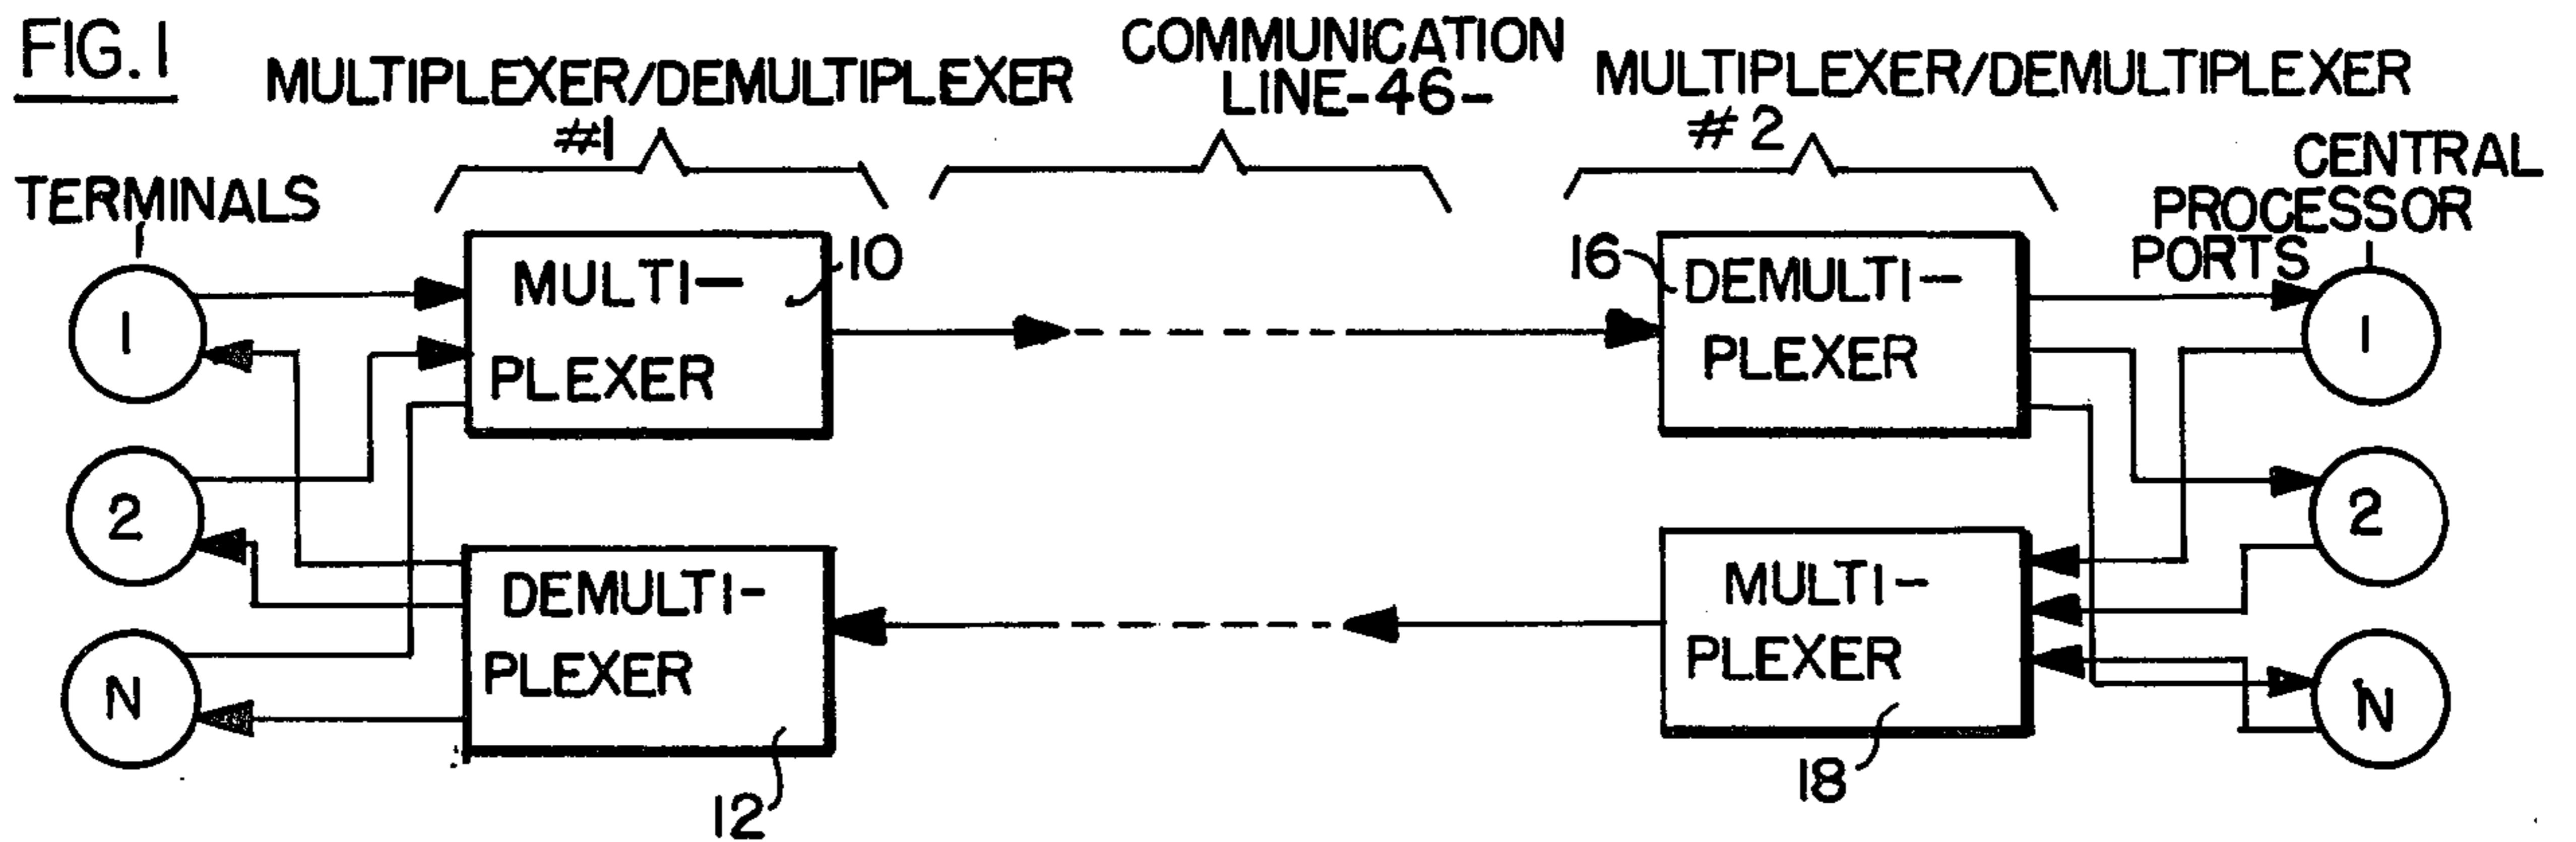 FIG. 1
MULTIPLEXER/DEMULTIPLEXER
#1
COMMUNICATION
LINE-46-
MULTIPLEXER/DEMULTIPLEXER
#2
CENTRAL
PROCESSOR
PORTS
TERMINALS
1
2
N
MULTI-
PLEXER
10
DEMULTI-
PLEXER
12
16
DEMULTI-
PLEXER
MULTI-
PLEXER
18
1
2
N